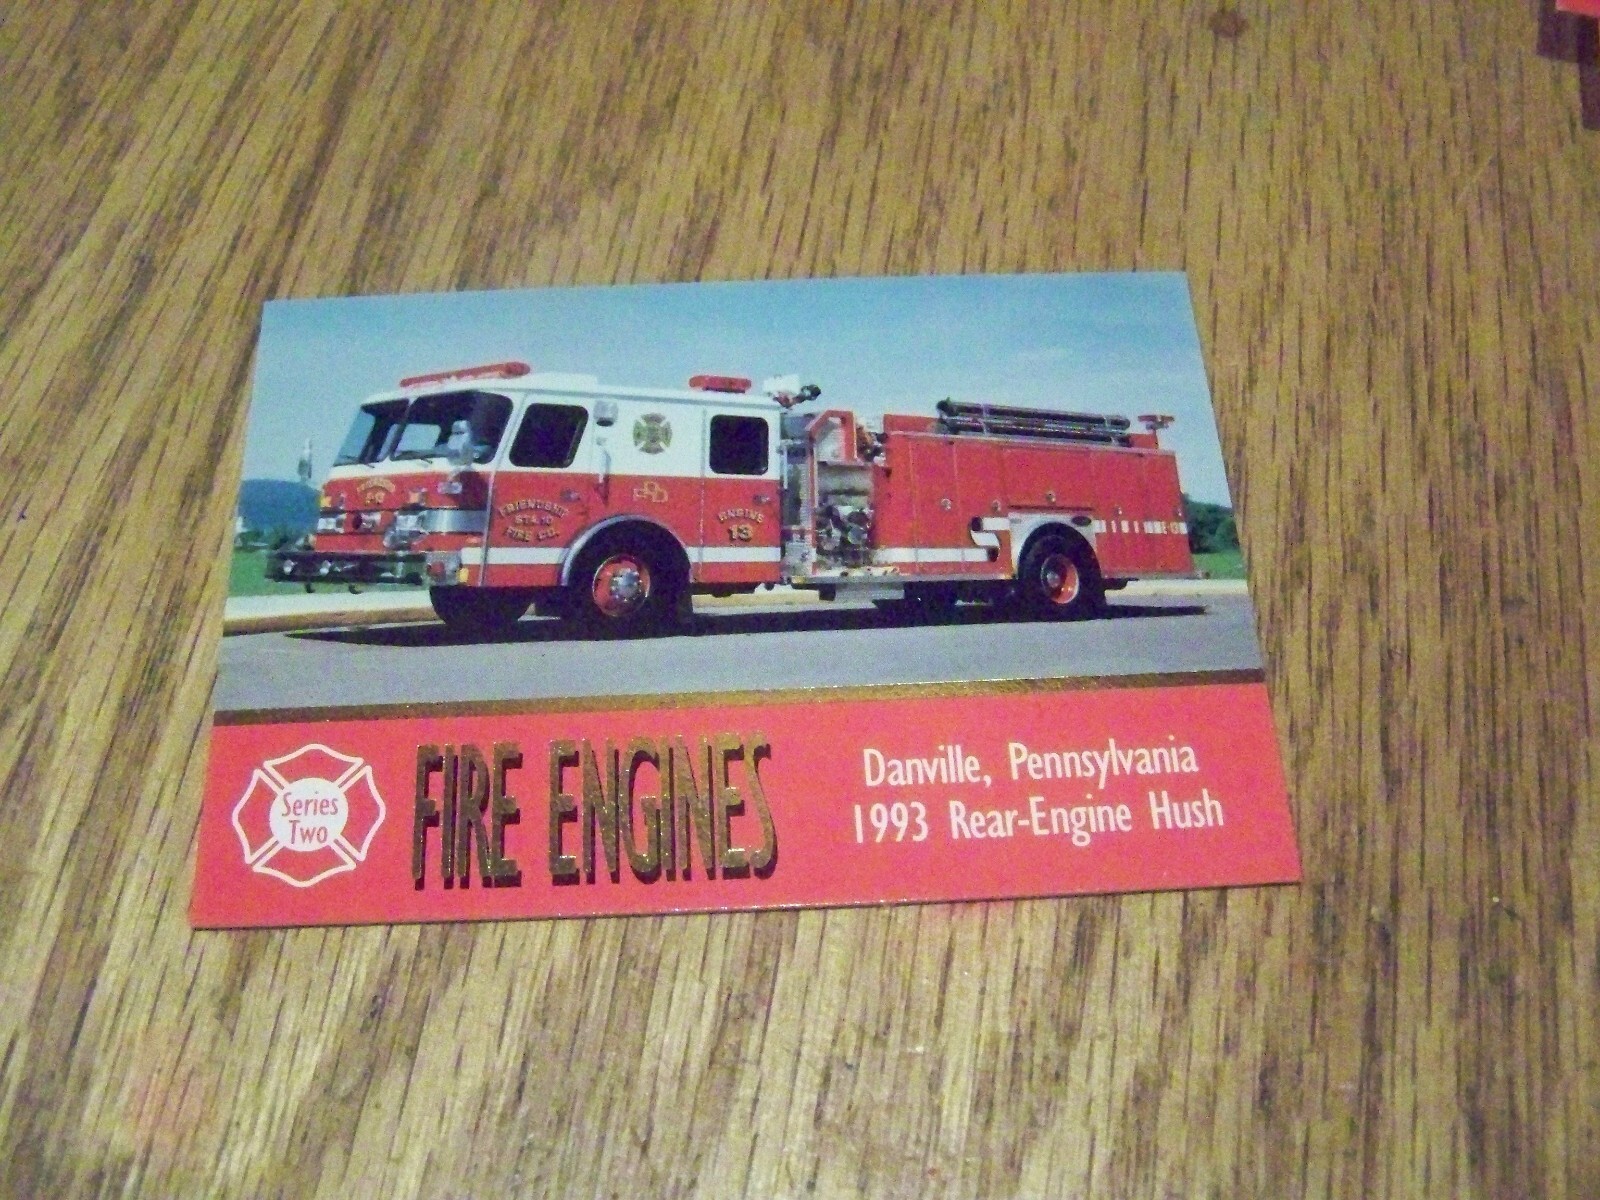 FRIENDSHIP
STA. 10
FIRE CO.
ENGINE
13
Series
Two
FIRE ENGINES
Danville, Pennsylvania
1993 Rear-Engine Hush